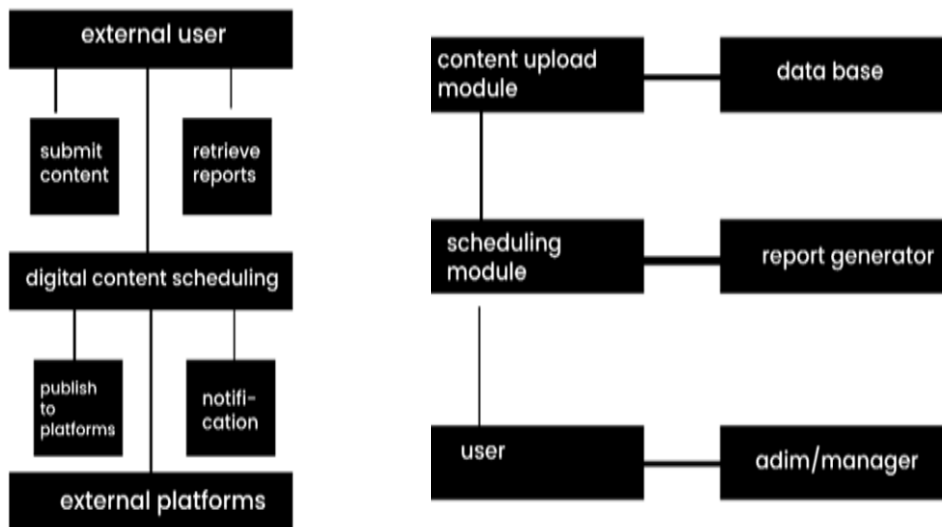 external user
submit
content
retrieve
reports
digital content scheduling
publish
to
platforms
notifi-
cation
external platforms
content upload
module
data base
scheduling
module
report generator
user
adim/manager